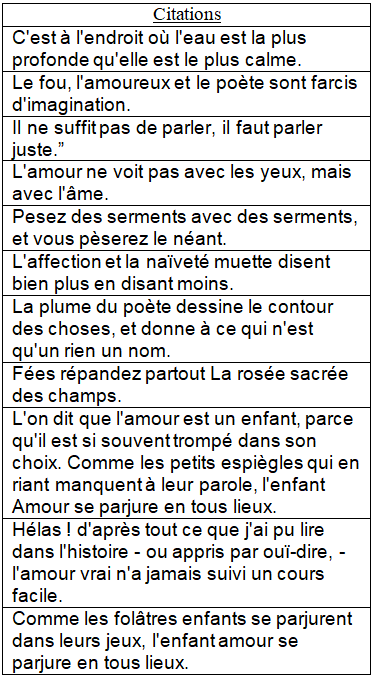 Citations
C'est à l'endroit où l'eau est la plus
profonde qu'elle est le plus calme.
Le fou, l'amoureux et le poète sont farcis
d'imagination.
Il ne suffit pas de parler, il faut parler
juste.”
L'amour ne voit pas avec les yeux, mais
avec l'âme.
Pesez des serments avec des serments,
et vous pèserez le néant.
L'affection et la naïveté muette disent
bien plus en disant moins.
La plume du poète dessine le contour
des choses, et donne à ce qui n'est
qu'un rien un nom.
Fées répandez partout La rosée sacrée
des champs.
L'on dit que l'amour est un enfant, parce
qu'il est si souvent trompé dans son
choix. Comme les petits espiègles qui en
riant manquent à leur parole, l'enfant
Amour se parjure en tous lieux.
Hélas ! d'après tout ce que j'ai pu lire
dans l'histoire - ou appris par ouï-dire, -
l'amour vrai n'a jamais suivi un cours
facile.
Comme les folâtres enfants se parjurent
dans leurs jeux, l'enfant amour se
parjure en tous lieux.